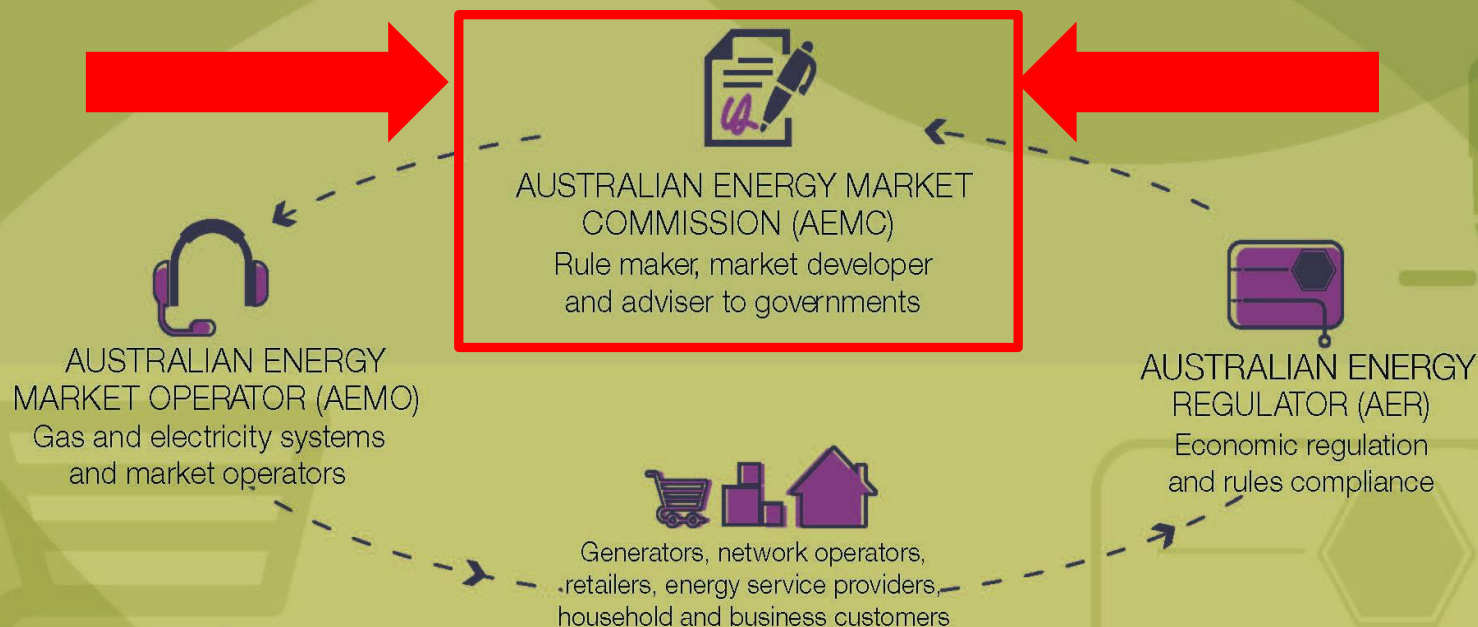 AUSTRALIAN ENERGY MARKET
COMMISSION (AEMC)
Rule maker, market developer
and adviser to governments
AUSTRALIAN ENERGY
MARKET OPERATOR (AEMO)
Gas and electricity systems
and market operators
AUSTRALIAN ENERGY
REGULATOR (AER)
Economic regulation
and rules compliance
Generators, network operators,
retailers, energy service providers,
household and business customers